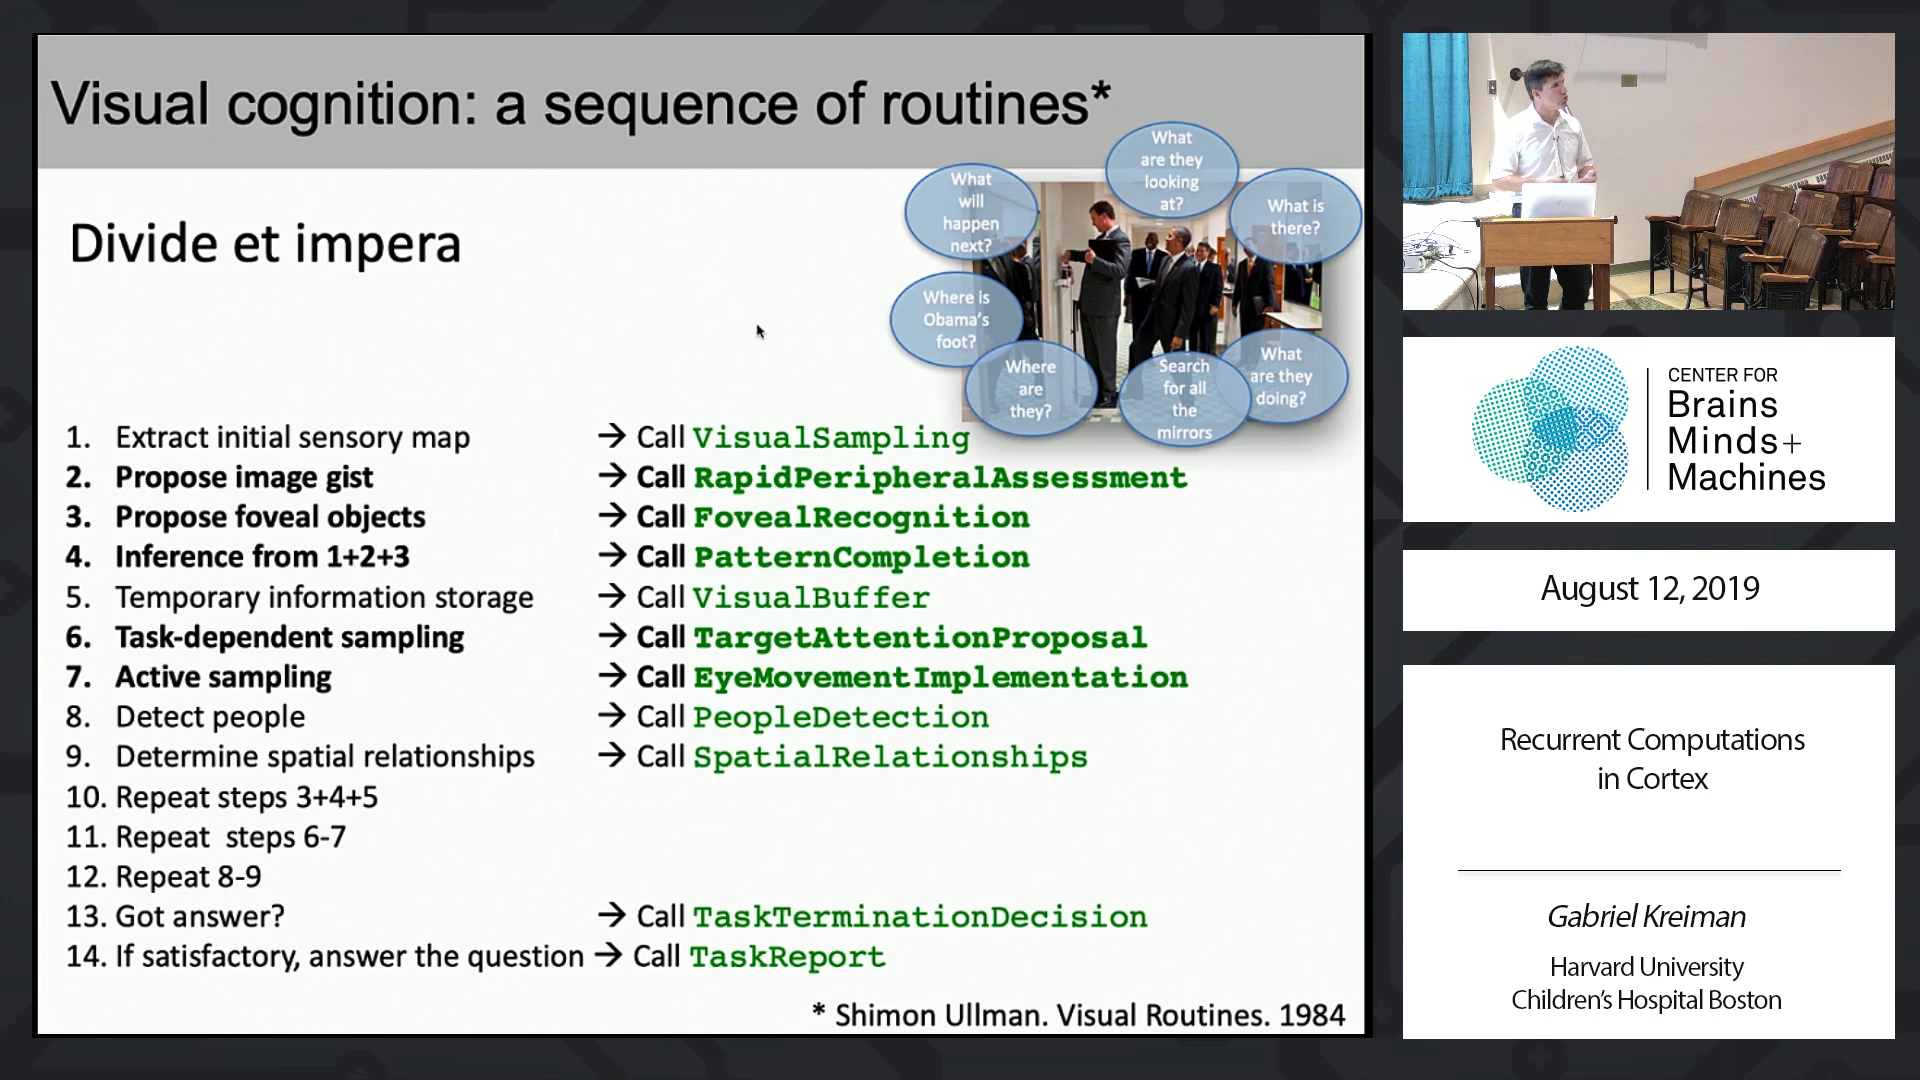 Visual cognition: a sequence of routines*
Divide et impera
What
will
happen
next?
What
are they
looking
at?
What is
there?
Where is
Obama's
foot?
Where
are
they?
Search
for all
the
mirrors
What
are they
doing?
1. Extract initial sensory map → Call VisualSampling
2. Propose image gist → Call RapidPeripheralAssessment
3. Propose foveal objects → Call FovealRecognition
4. Inference from 1+2+3 → Call PatternCompletion
5. Temporary information storage → Call VisualBuffer
6. Task-dependent sampling → Call TargetAttentionProposal
7. Active sampling → Call EyeMovementImplementation
8. Detect people → Call PeopleDetection
9. Determine spatial relationships → Call SpatialRelationships
10. Repeat steps 3+4+5
11. Repeat steps 6-7
12. Repeat 8-9
13. Got answer? → Call TaskTerminationDecision
14. If satisfactory, answer the question → Call TaskReport
* Shimon Ullman. Visual Routines. 1984
CENTER FOR
Brains
Minds+
Machines
August 12, 2019
Recurrent Computations
in Cortex
Gabriel Kreiman
Harvard University
Children's Hospital Boston